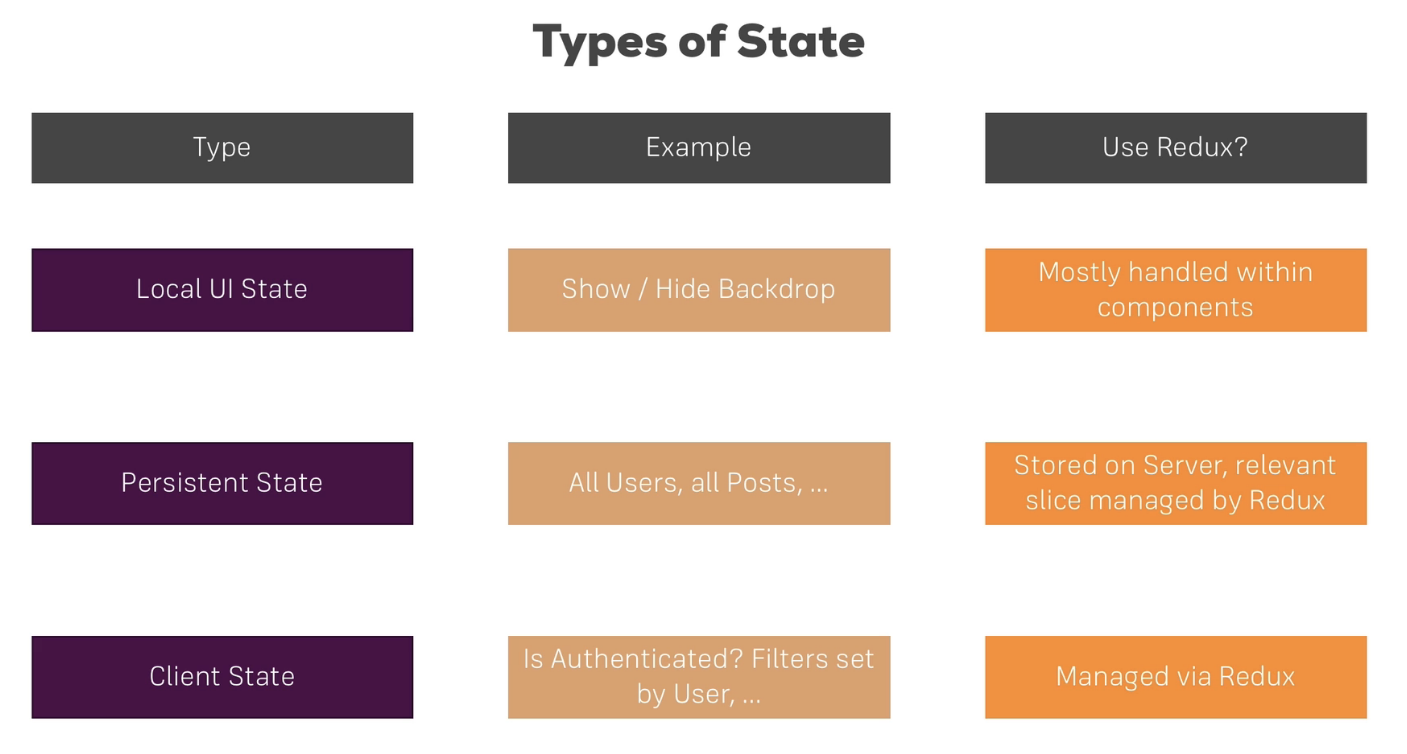 Types of State
Type
Example
Use Redux?
Local UI State
Show / Hide Backdrop
Mostly handled within
components
Persistent State
All Users, all Posts, ...
Stored on Server, relevant
slice managed by Redux
Client State
Is Authenticated? Filters set
by User, ...
Managed via Redux